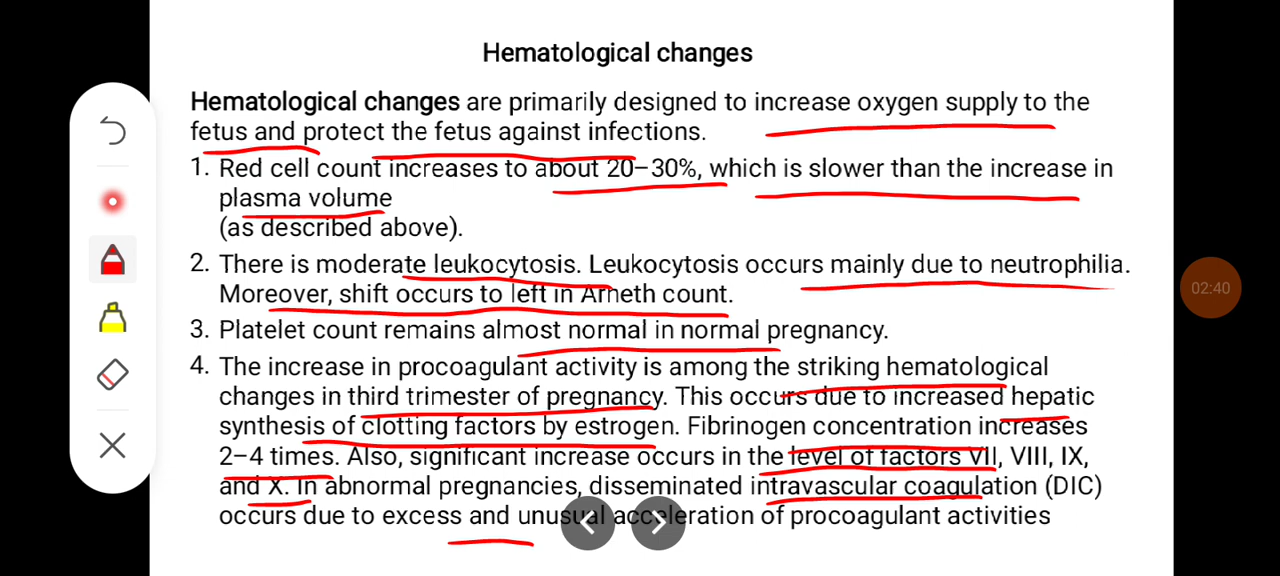 Hematological changes
Hematological changes are primarily designed to increase oxygen supply to the
fetus and protect the fetus against infections.
1. Red cell count increases to about 20–30%, which is slower than the increase in
plasma volume
(as described above).
2. There is moderate leukocytosis. Leukocytosis occurs mainly due to neutrophilia.
Moreover, shift occurs to left in Arneth count.
3. Platelet count remains almost normal in normal pregnancy.
4. The increase in procoagulant activity is among the striking hematological
changes in third trimester of pregnancy. This occurs due to increased hepatic
synthesis of clotting factors by estrogen. Fibrinogen concentration increases
2–4 times. Also, significant increase occurs in the level of factors VII, VIII, IX,
and X. In abnormal pregnancies, disseminated intravascular coagulation (DIC)
occurs due to excess and unusual acceleration of procoagulant activities
02:40